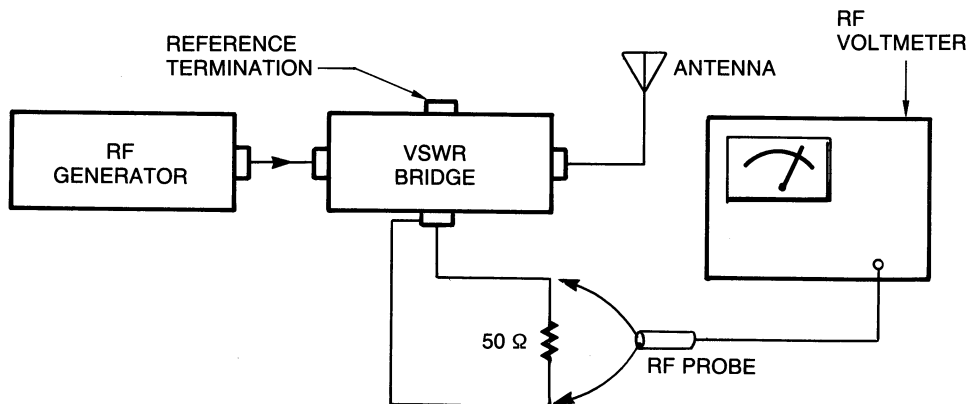 RF
VOLTMETER
REFERENCE
TERMINATION
ANTENNA
RF
GENERATOR
VSWR
BRIDGE
50 Ω
RF PROBE